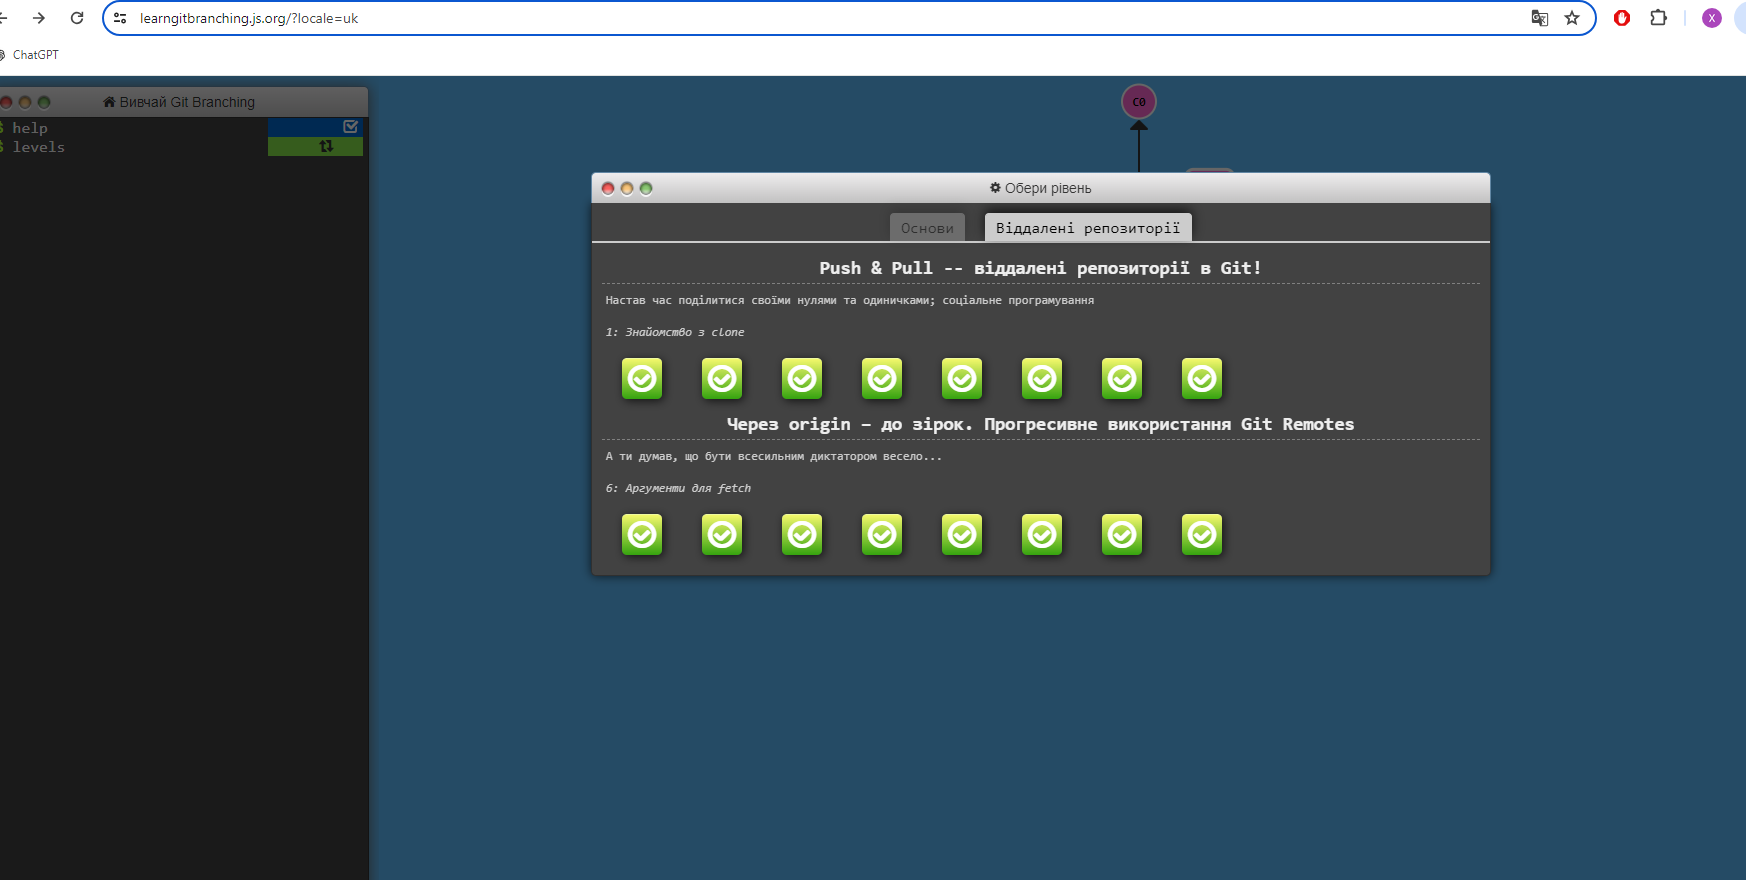 learngitbranching.js.org/?locale=uk
X
ChatGPT
Вивчай Git Branching
$ help
$ levels
C0
Обери рівень
Основи
Віддалені репозиторії
Push & Pull -- віддалені репозиторії в Git!
Настав час поділитися своїми нулями та одиничками; соціальне програмування
1: Знайомство з clone
Через origin – до зірок. Прогресивне використання Git Remotes
А ти думав, що бути всесильним диктатором весело...
6: Аргументи для fetch